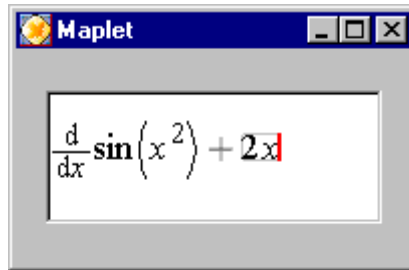 Maplet
d/dx sin(x²) + 2x